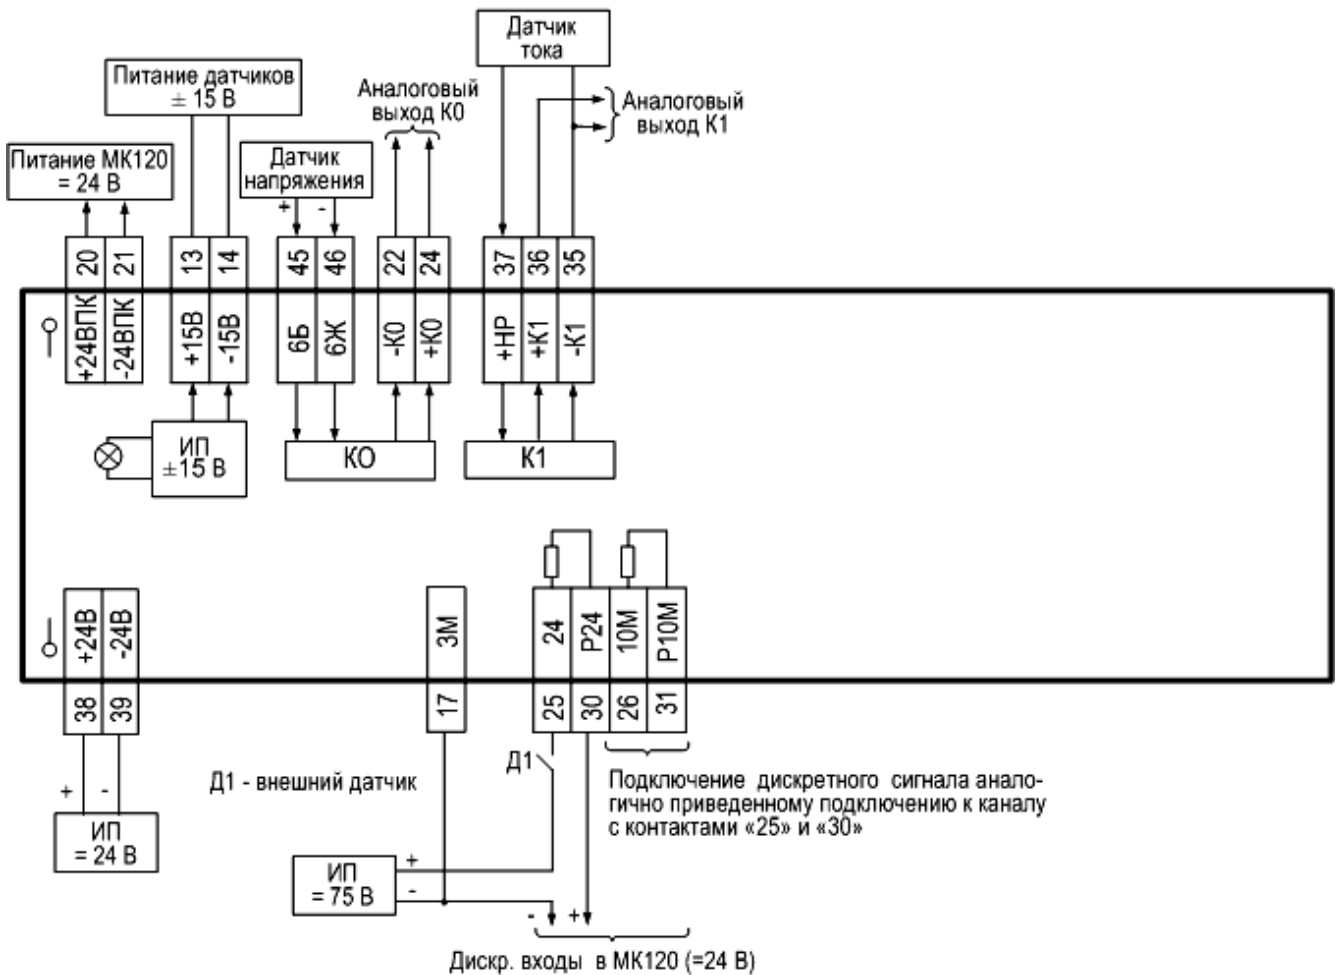 Датчик
тока
Питание датчиков
± 15 В
Аналоговый
выход К0
Аналоговый
выход К1
Питание МК120
= 24 В
Датчик
напряжения
+ -
20 21 13 14 45 46 22 24 37 36 35
+24ВПК -24ВПК +15В -15В 6Б 6Ж -К0 +К0 +НР +К1 -К1
ИП
±15 В
КО
К1
+24В -24В 3М 24 Р24 10М Р10М
38 39 17 25 30 26 31
Д1
+ -
Д1 - внешний датчик
Подключение дискретного сигнала анало-
гично приведенному подключению к каналу
с контактами «25» и «30»
ИП
= 24 В
ИП
= 75 В
+
-
- +
Дискр. входы в МК120 (=24 В)